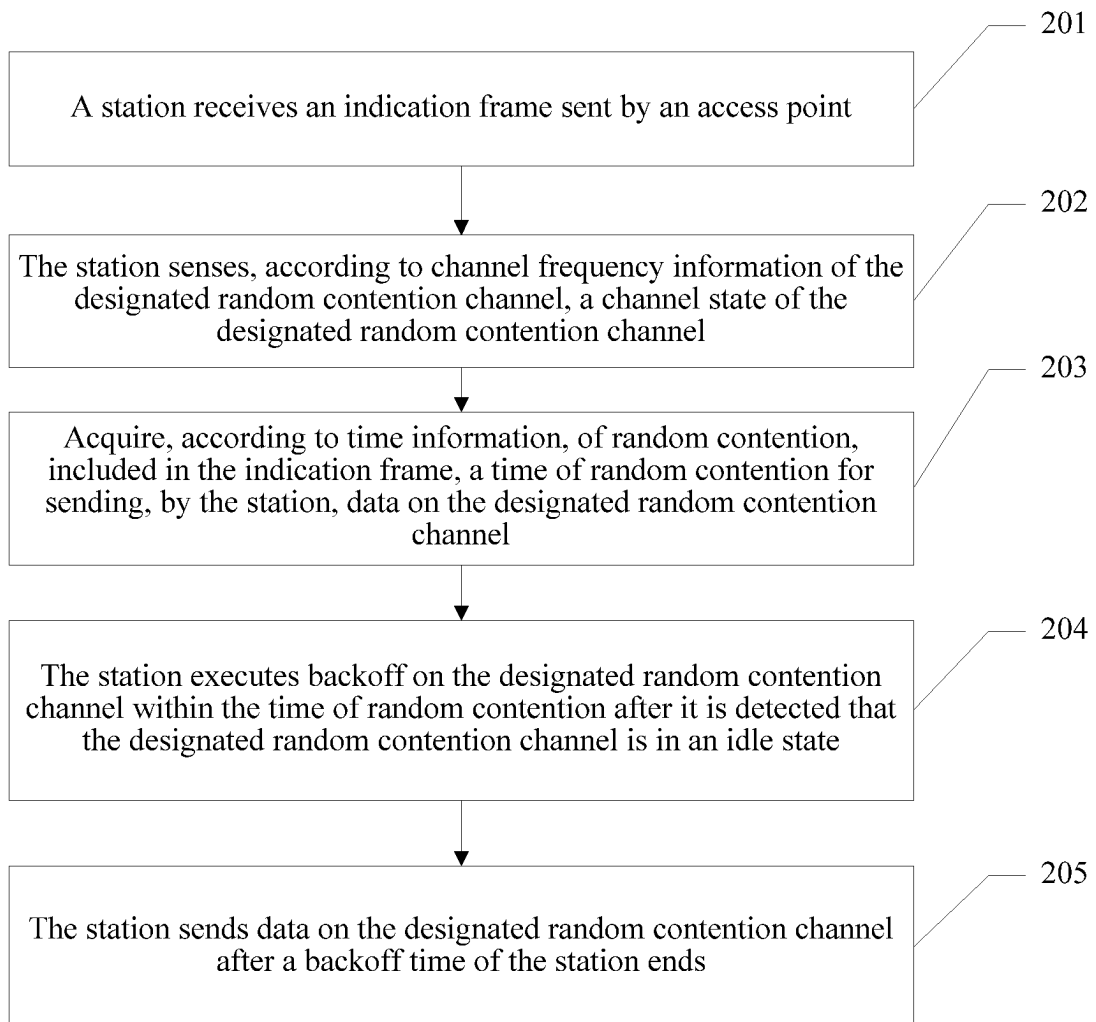 201
A station receives an indication frame sent by an access point
202
The station senses, according to channel frequency information of the
designated random contention channel, a channel state of the
designated random contention channel
203
Acquire, according to time information, of random contention,
included in the indication frame, a time of random contention for
sending, by the station, data on the designated random contention
channel
204
The station executes backoff on the designated random contention
channel within the time of random contention after it is detected that
the designated random contention channel is in an idle state
205
The station sends data on the designated random contention channel
after a backoff time of the station ends